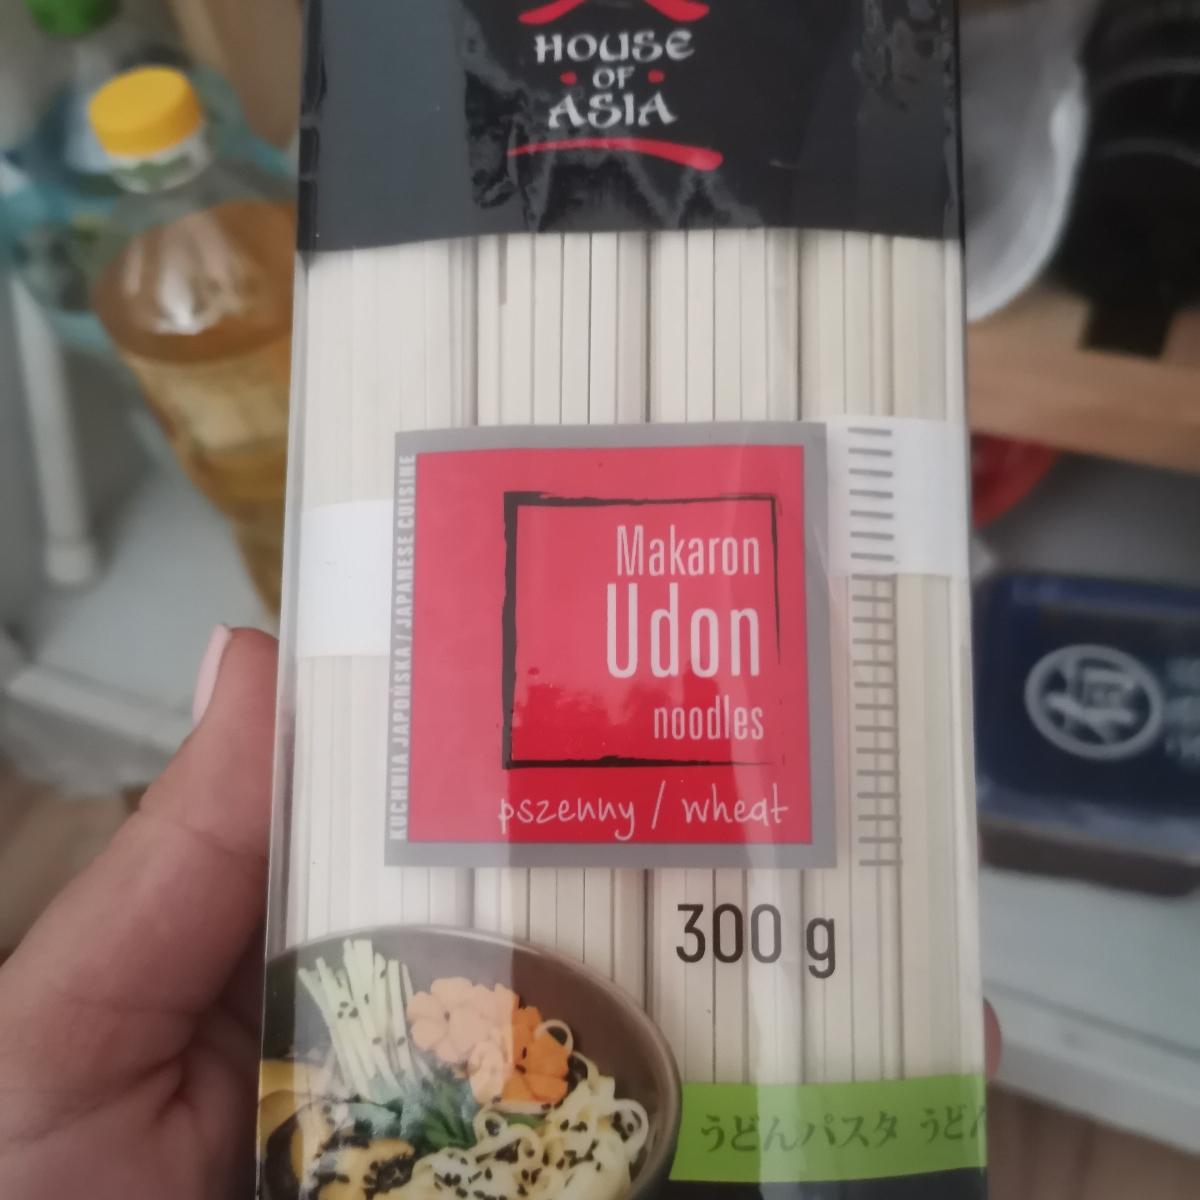 HOUSE
OF
ASIA
KUCHNIA JAPOŃSKA / JAPANESE CUISINE
Makaron
Udon
noodles
pszenny / wheat
300 g
うどんパスタ うどん